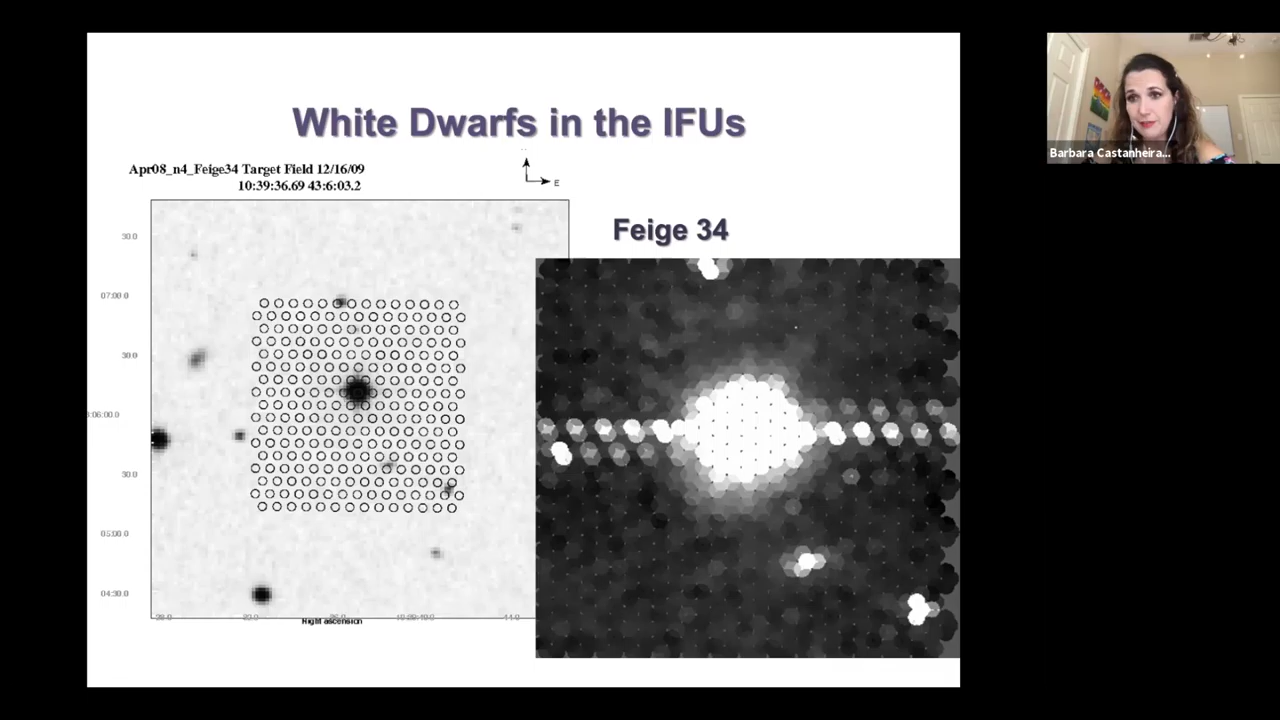 White Dwarfs in the IFUs
Apr08_n4_Feige34 Target Field 12/16/09
10:39:36.69 43:6:03.2
E
Feige 34
Barbara Castanheira...
07:00.0
30.0
30.0
05:00.0
04:30.0
Right ascension